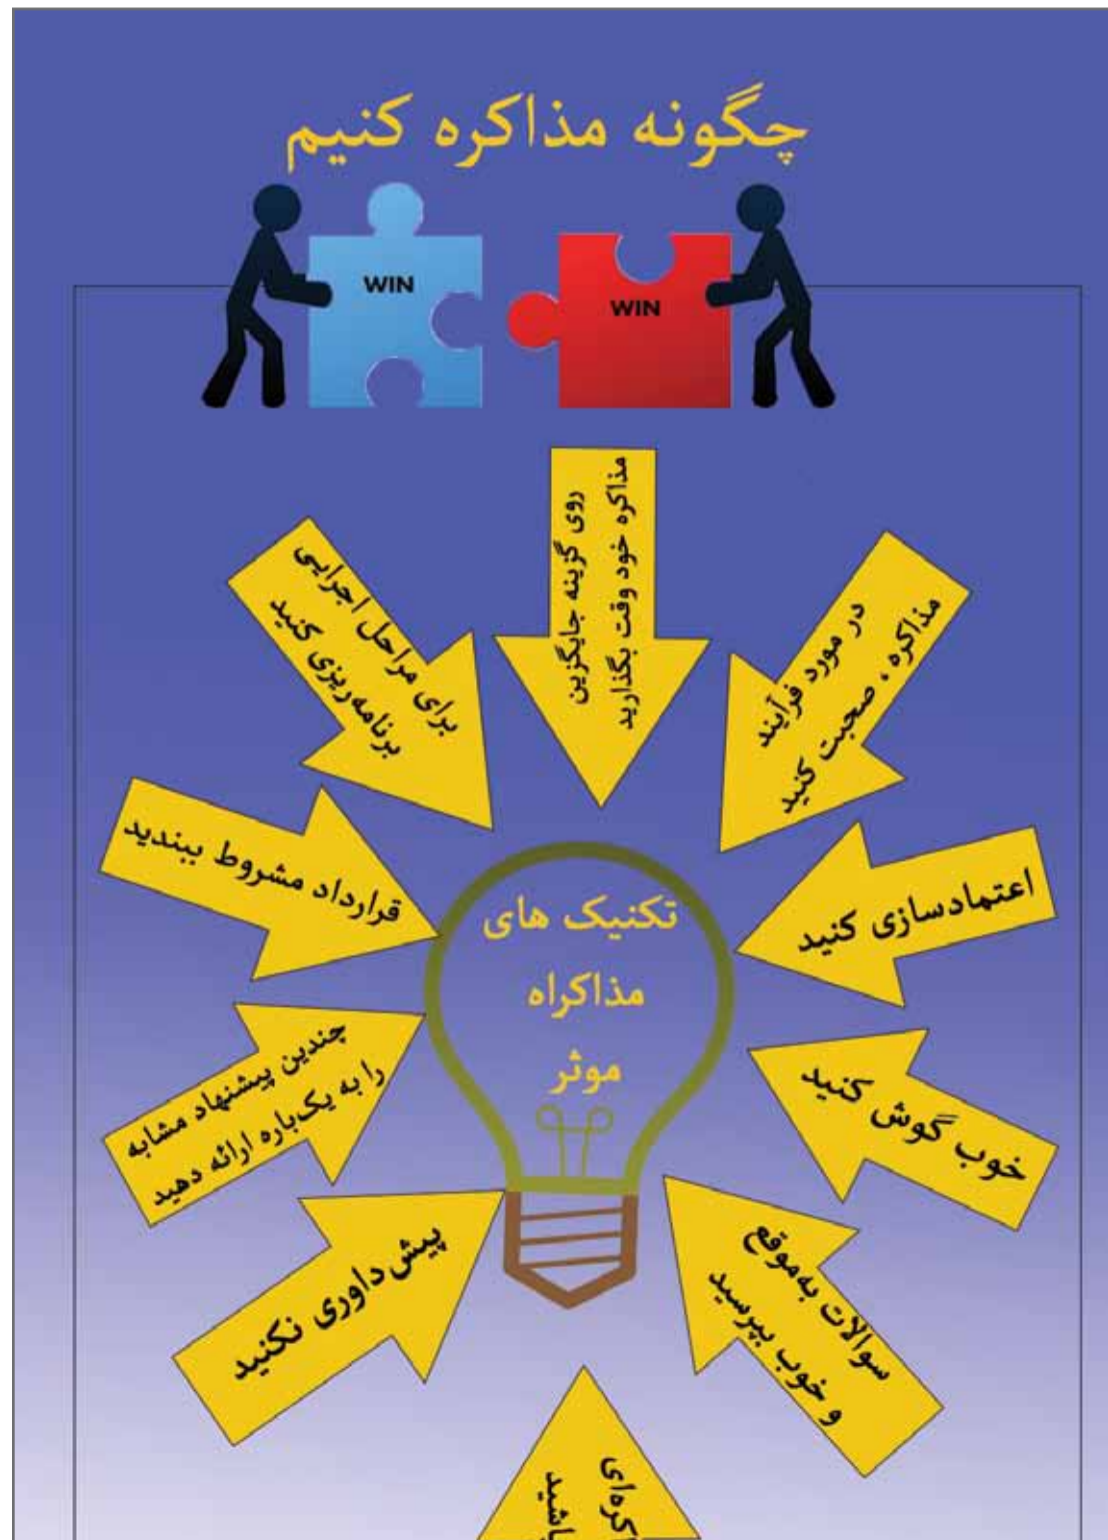 چگونه مذاکره کنیم
WIN
WIN
روی گزینه جایگزین
مذاکره خود وقت بگذارید
در مورد فرآیند
مذاکره ، صحبت کنید
اعتمادسازی کنید
خوب گوش کنید
سوالات به‌موقع
و خوب بپرسید
برای مراحل اجرایی
برنامه‌ریزی کنید
قرارداد مشروط ببندید
چندین پیشنهاد مشابه
را به یک‌باره ارائه دهید
پیش‌داوری نکنید
تکنیک های
مذاکراه
موثر